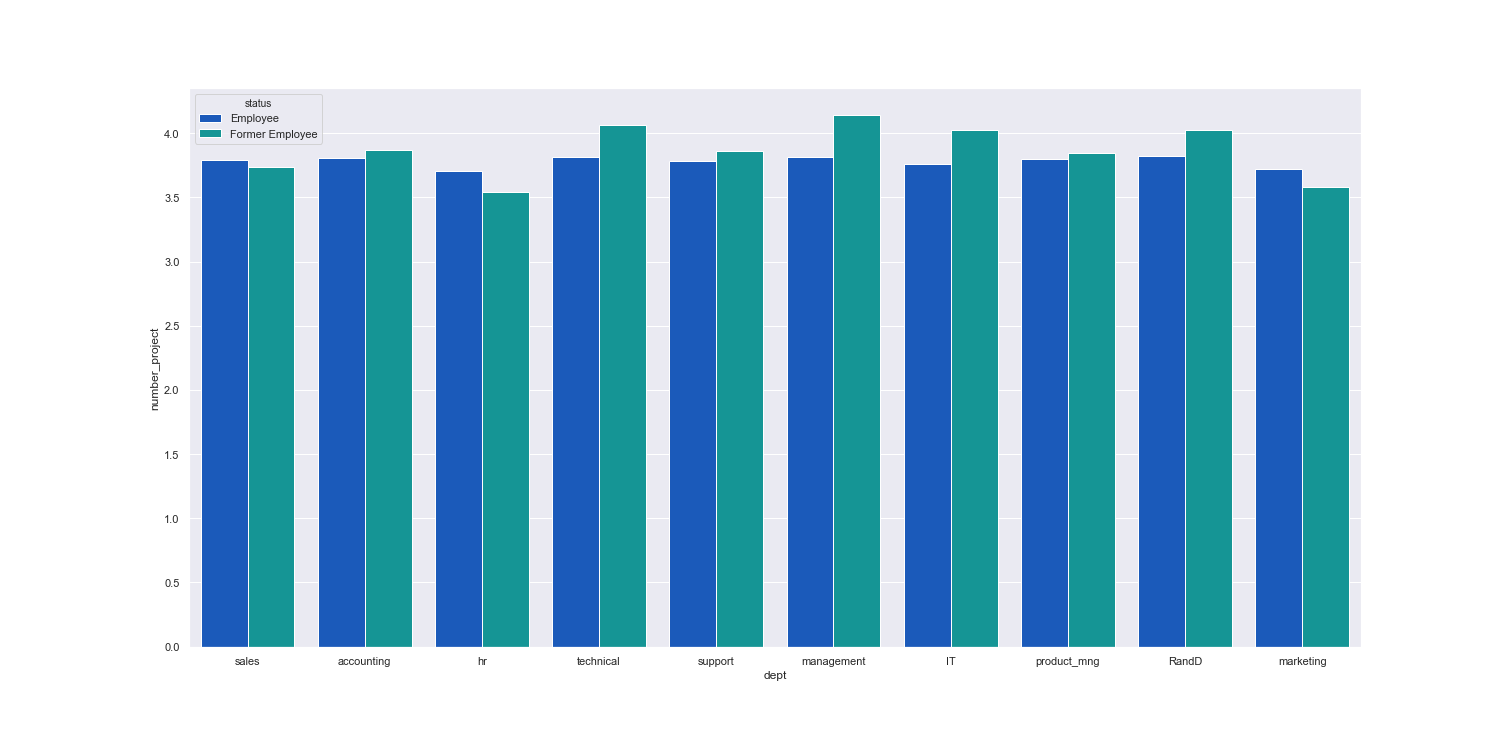 status
Employee
Former Employee
4.0
3.5
3.0
2.5
2.0
1.5
1.0
0.5
0.0
number_project
sales accounting hr technical support management IT product_mng RandD marketing
dept